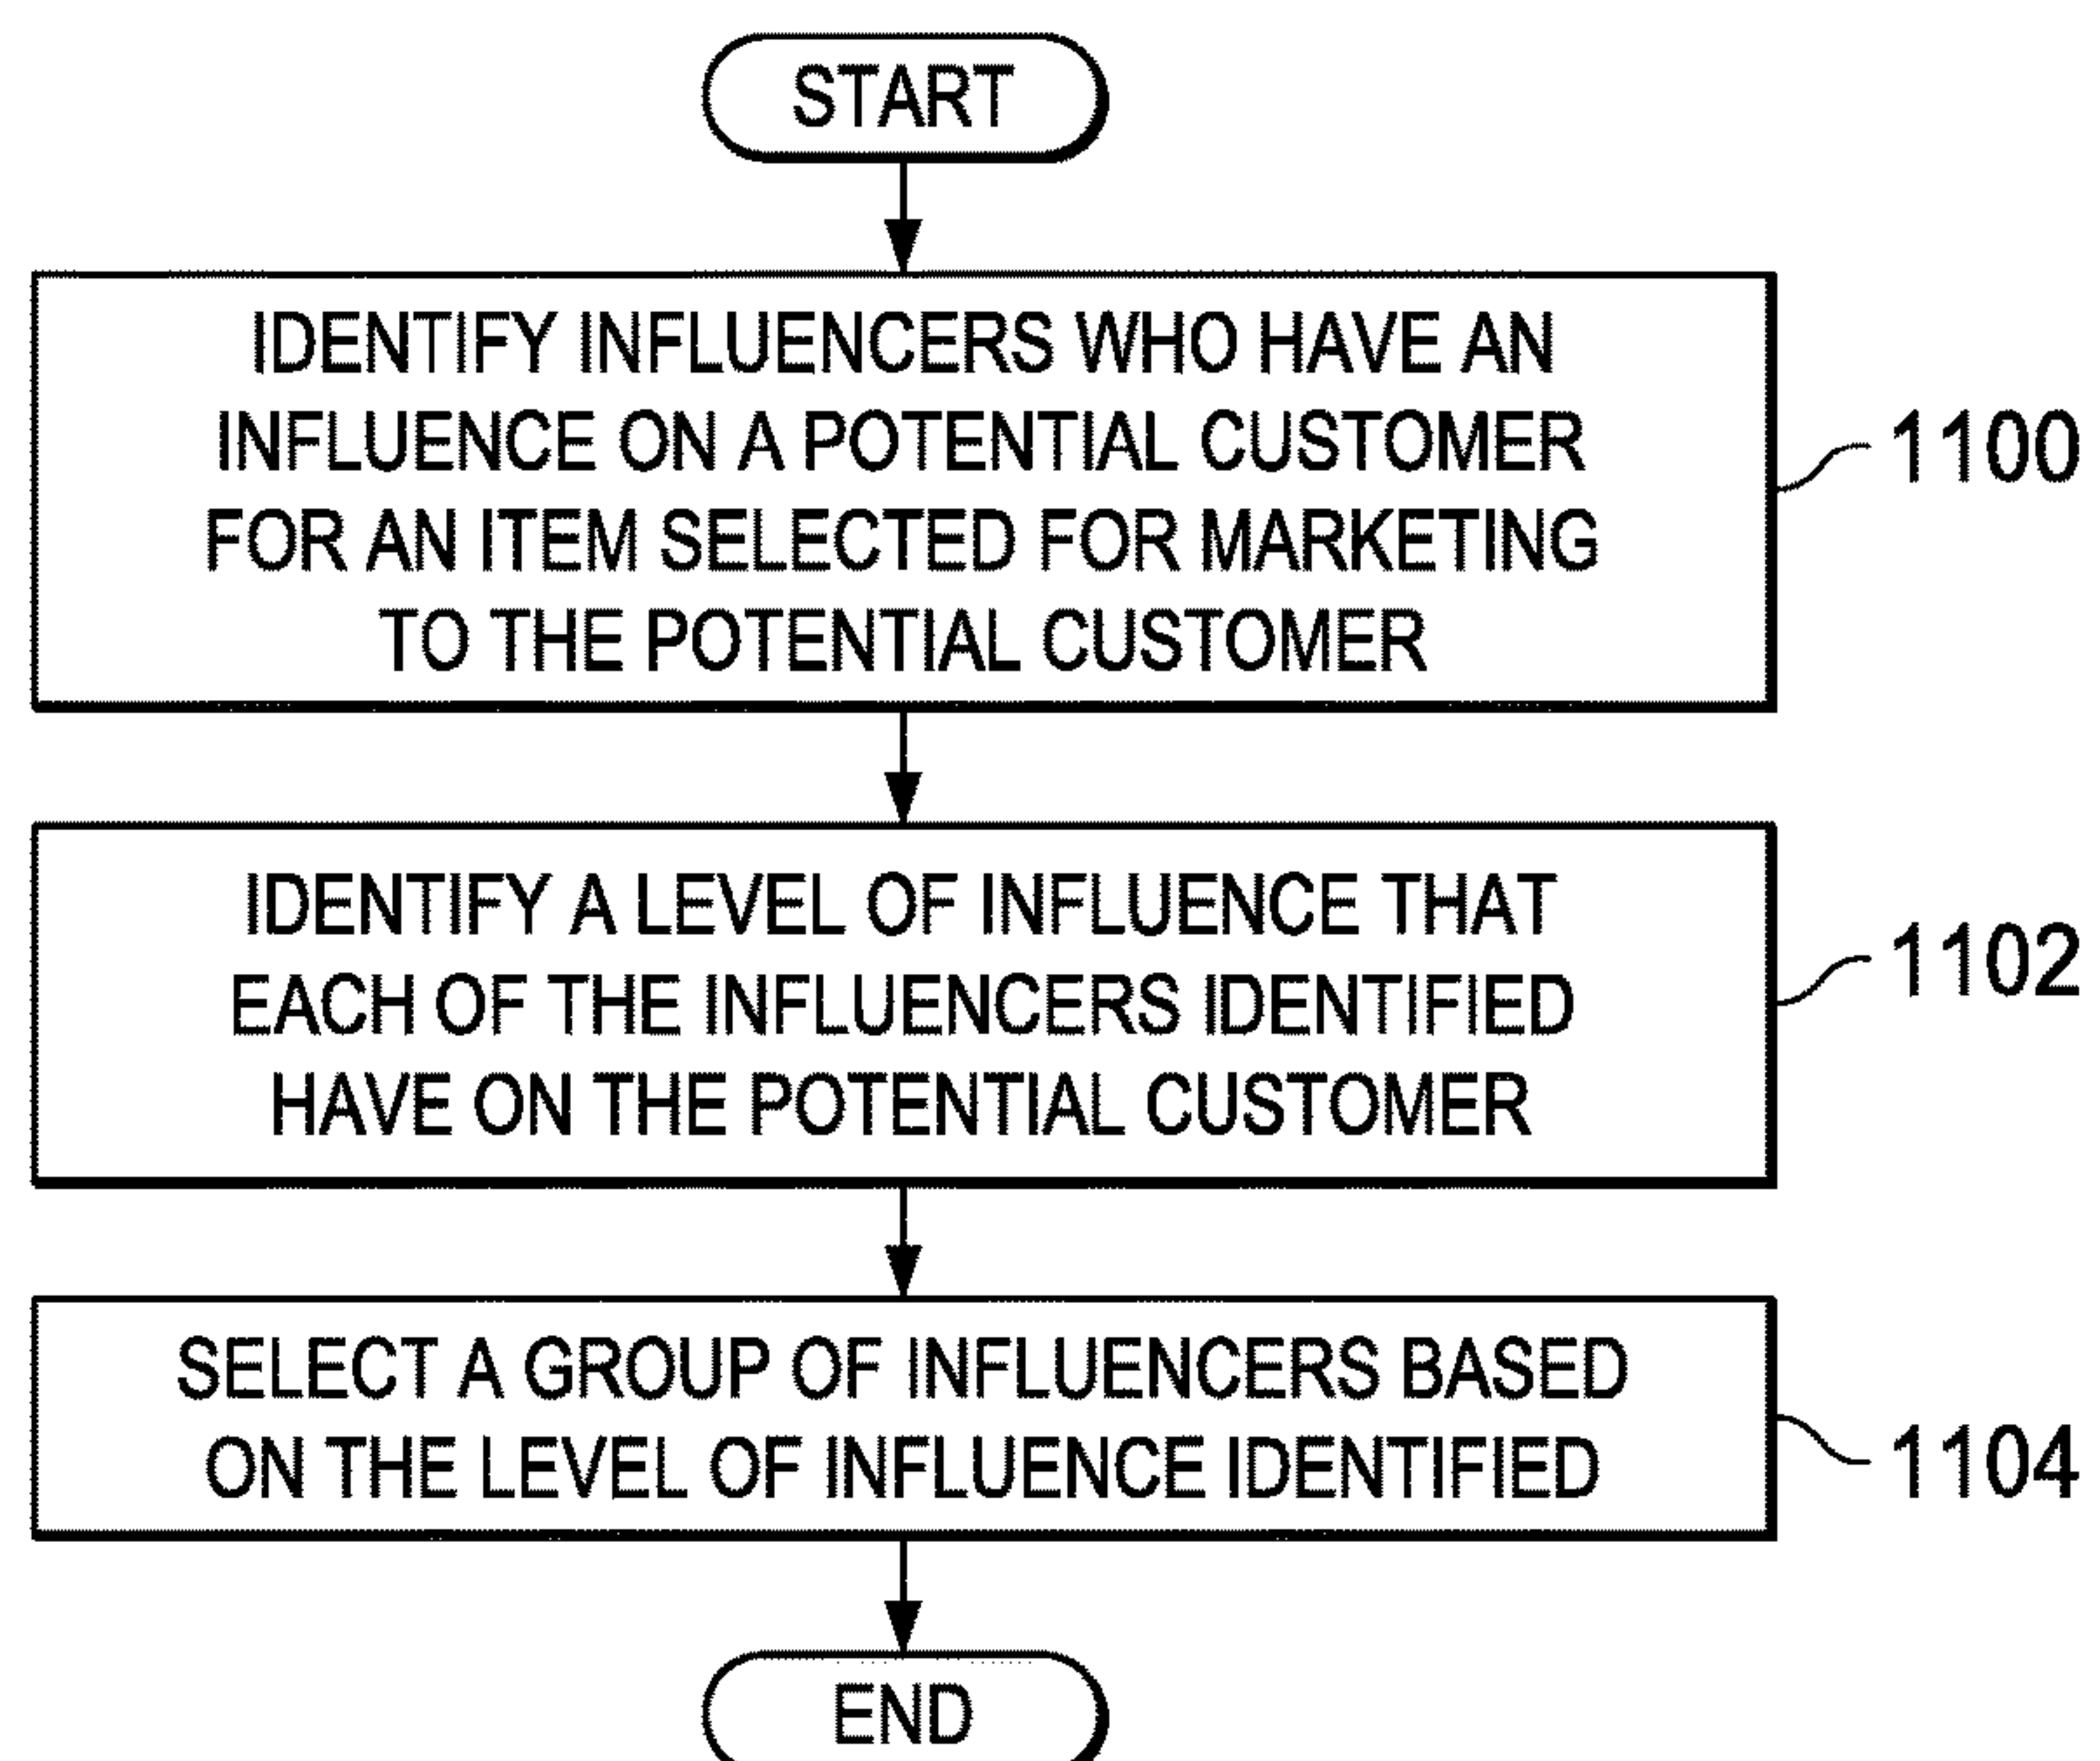 START
IDENTIFY INFLUENCERS WHO HAVE AN
INFLUENCE ON A POTENTIAL CUSTOMER
FOR AN ITEM SELECTED FOR MARKETING
TO THE POTENTIAL CUSTOMER
1100
IDENTIFY A LEVEL OF INFLUENCE THAT
EACH OF THE INFLUENCERS IDENTIFIED
HAVE ON THE POTENTIAL CUSTOMER
1102
SELECT A GROUP OF INFLUENCERS BASED
ON THE LEVEL OF INFLUENCE IDENTIFIED
1104
END